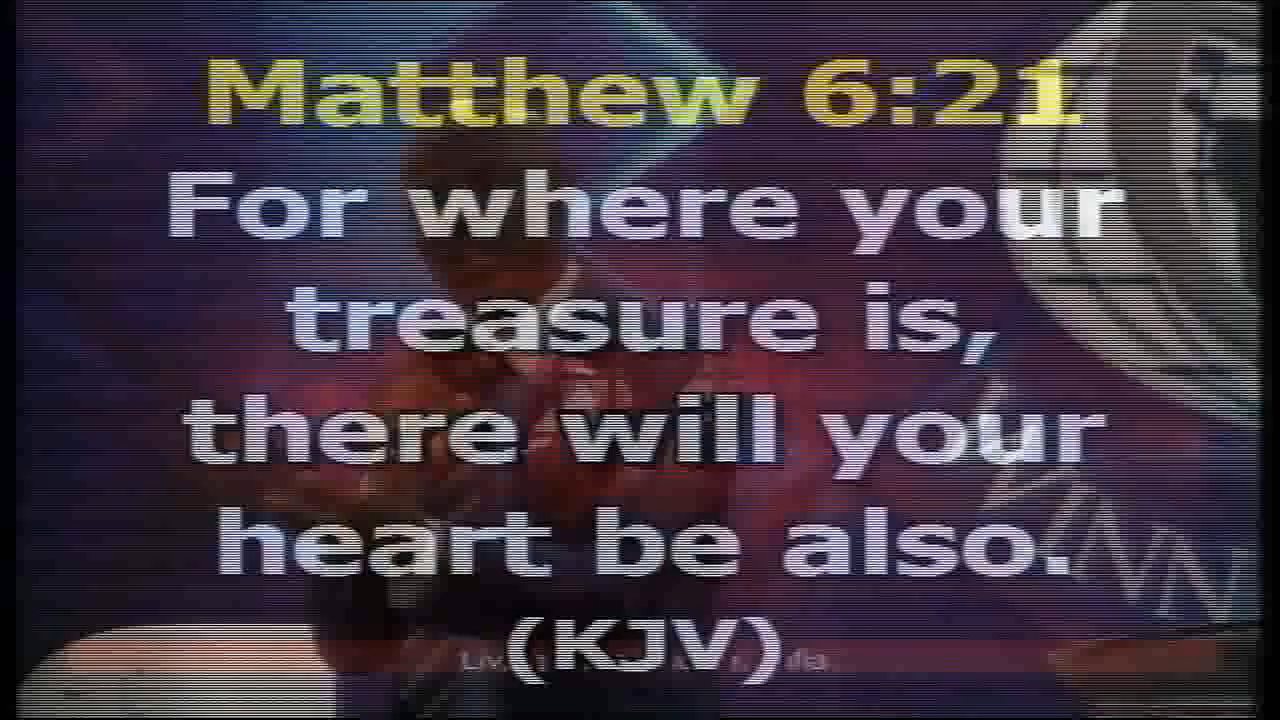 Matthew 6:21
For where your
treasure is,
there will your
heart be also.
(KJV)